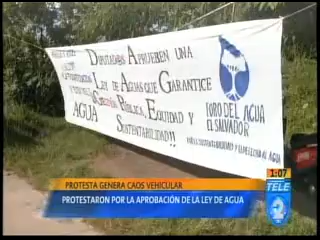 DIPUTADOS APRUEBEN UNA
LEY DE AGUAS QUE GARANTICE
GESTIÓN PÚBLICA, EQUIDAD Y
AGUA
SUSTENTABILIDAD!!
FORO DEL AGUA
EL SALVADOR
PROTESTA GENERA CAOS VEHICULAR
PROTESTARON POR LA APROBACIÓN DE LA LEY DE AGUA
1:07
TELE